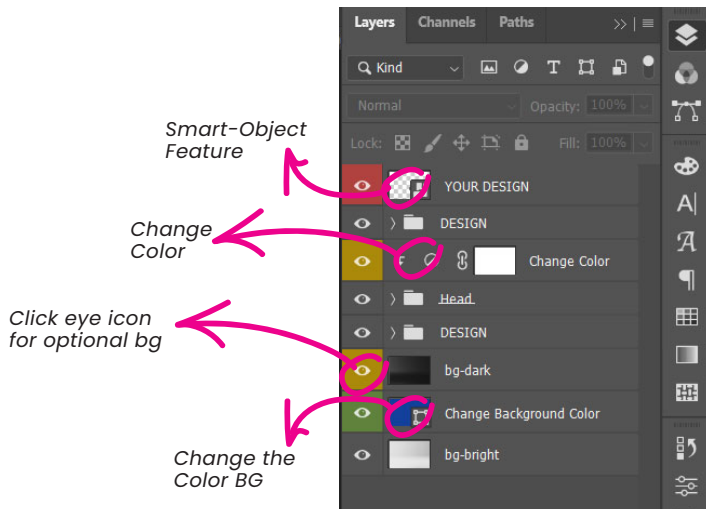 Layers Channels Paths
Kind
Normal Opacity: 100%
Lock: Fill: 100%
Smart-Object
Feature
YOUR DESIGN
DESIGN
Change
Color
Change Color
Head
Click eye icon
for optional bg
DESIGN
bg-dark
Change Background Color
Change the
Color BG
bg-bright